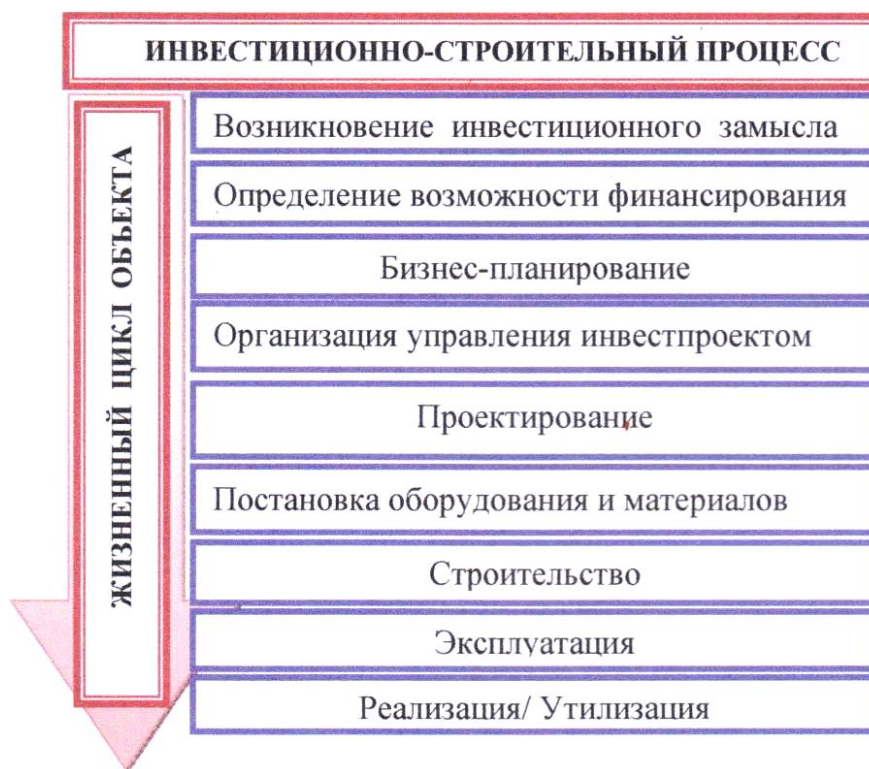 ИНВЕСТИЦИОННО-СТРОИТЕЛЬНЫЙ ПРОЦЕСС
ЖИЗНЕННЫЙ ЦИКЛ ОБЪЕКТА
Возникновение инвестиционного замысла
Определение возможности финансирования
Бизнес-планирование
Организация управления инвестпроектом
Проектирование
Постановка оборудования и материалов
Строительство
Эксплуатация
Реализация/ Утилизация